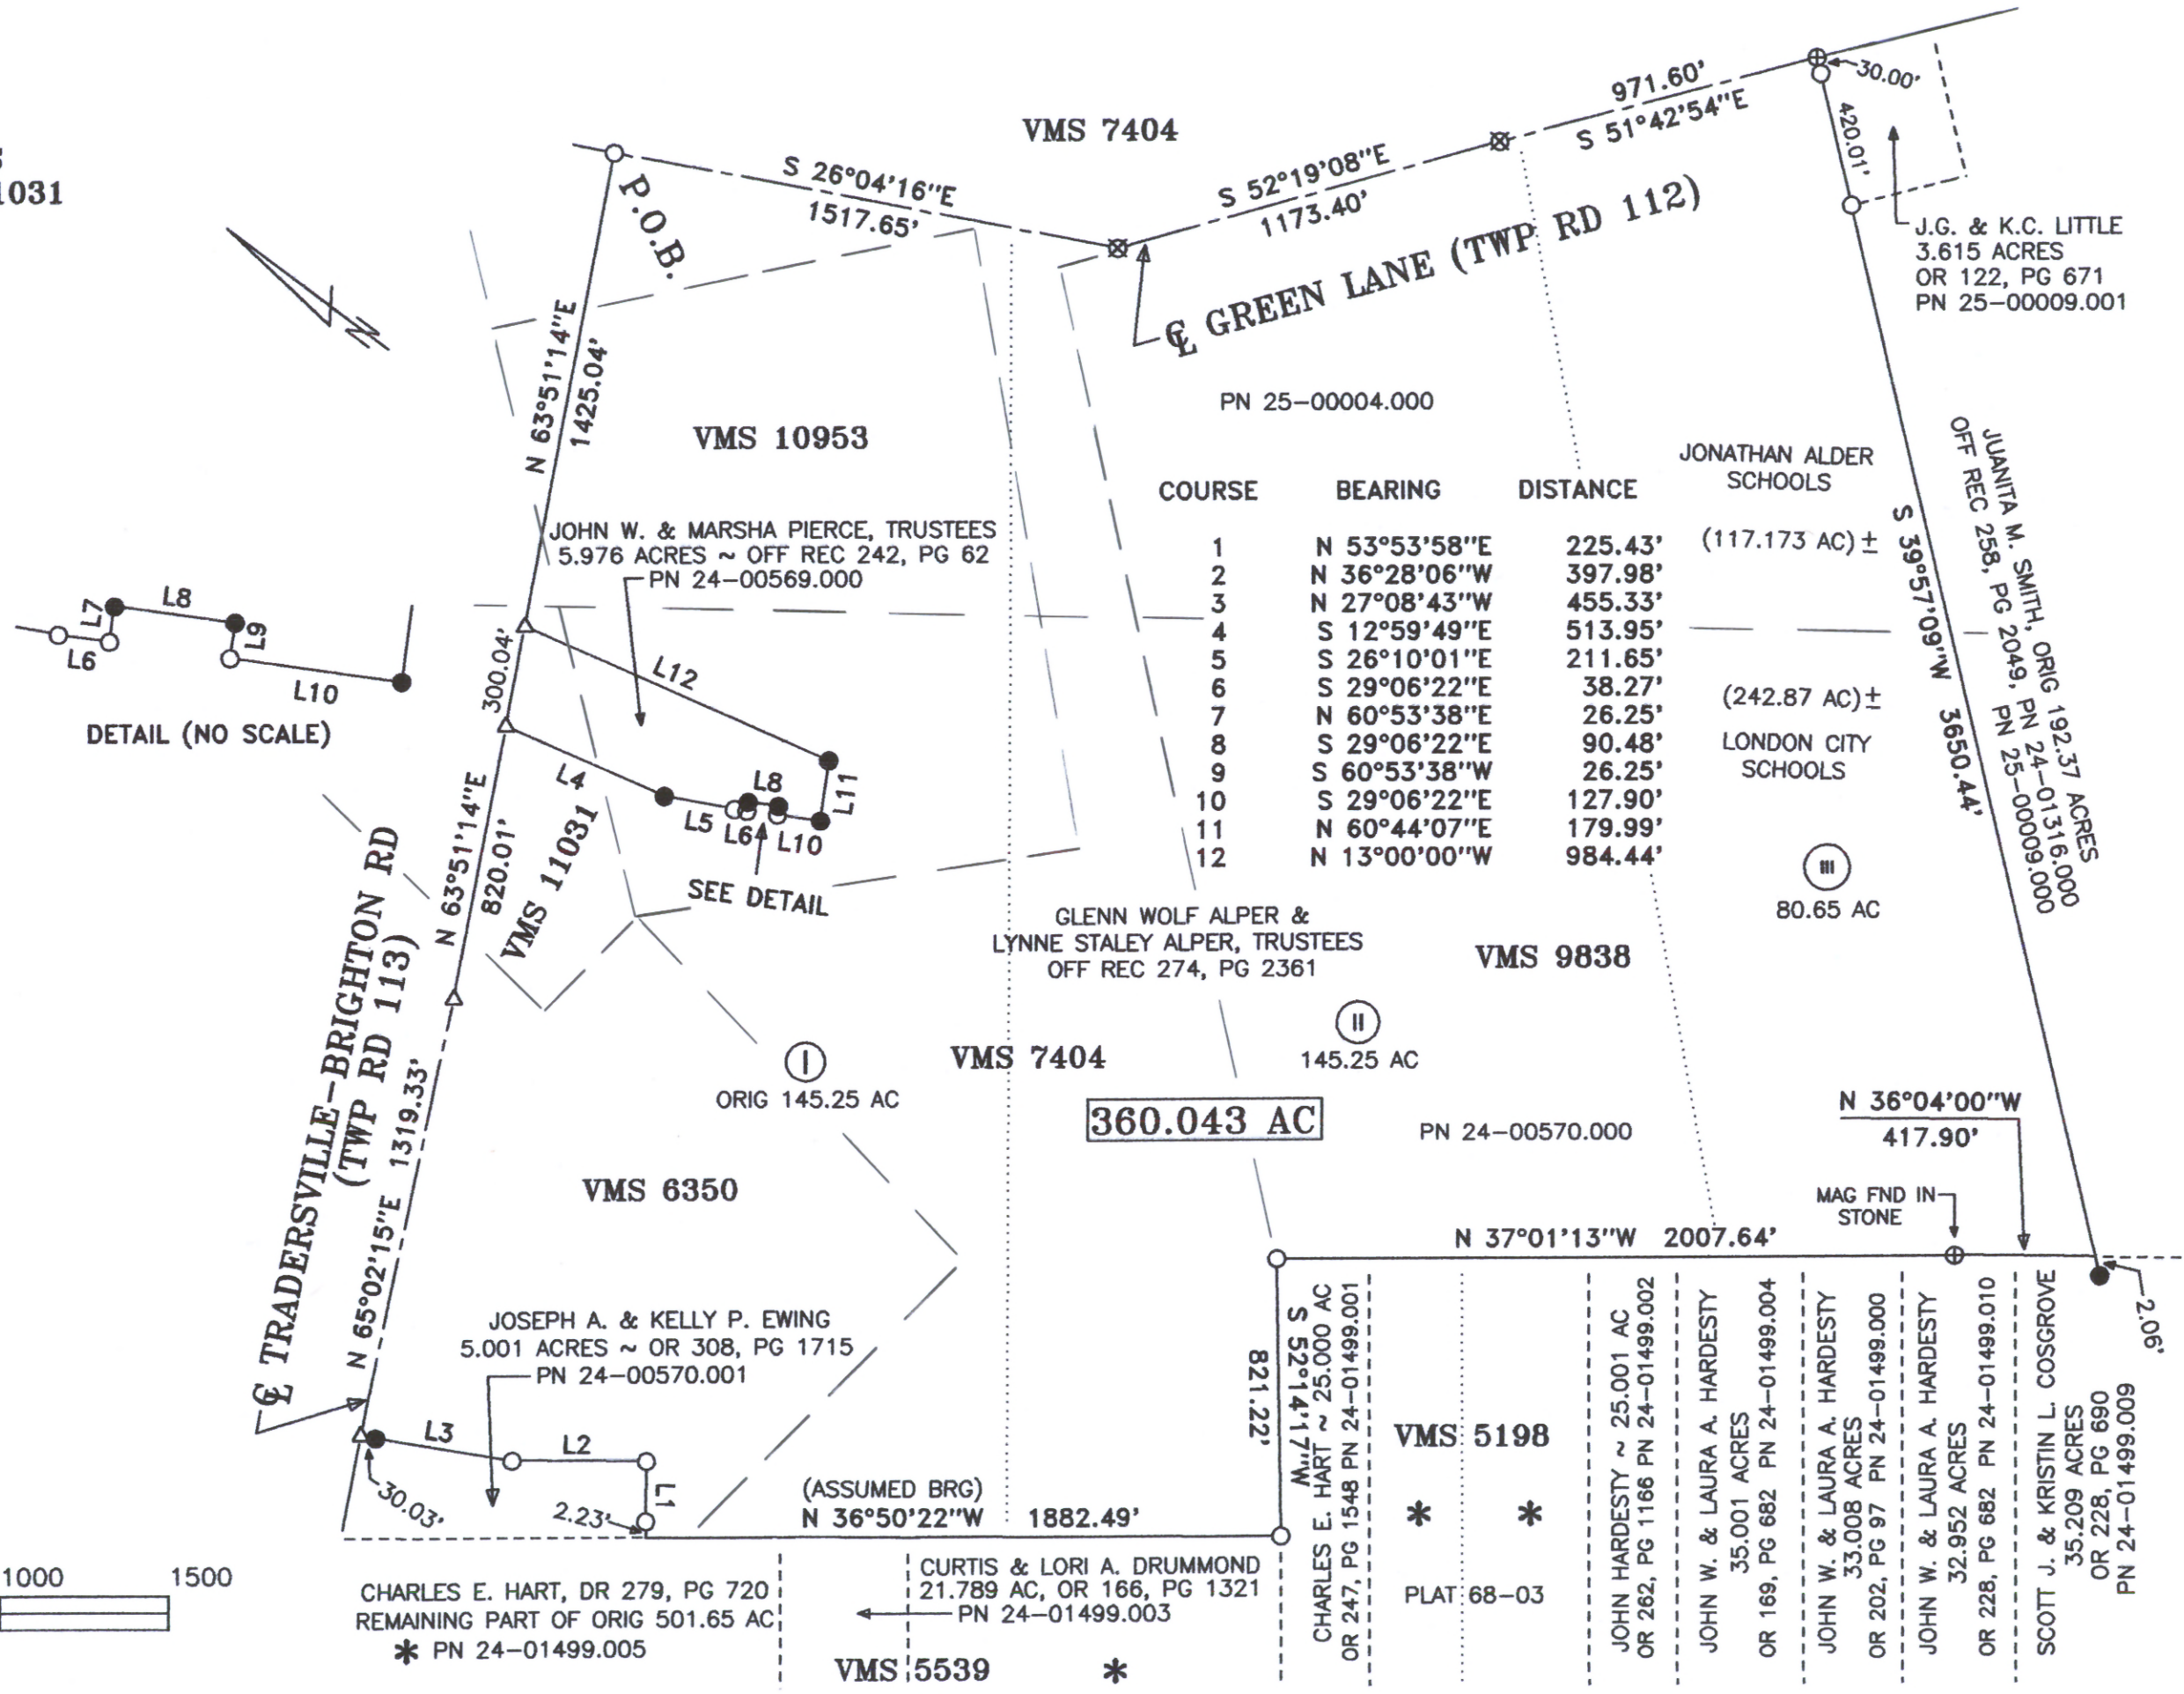 1031
VMS 7404
S 26°04'16"E
1517.65'
S 52°19'08"E
1173.40'
971.60'
S 51°42'54"E
30.00'
420.01'
P.O.B.
N
℄ GREEN LANE (TWP RD 112)
J.G. & K.C. LITTLE
3.615 ACRES
OR 122, PG 671
PN 25-00009.001
N 63°51'14"E
1425.04'
VMS 10953
PN 25-00004.000
JONATHAN ALDER
SCHOOLS
(117.173 AC)±
JUANITA M. SMITH, ORIG 192.37 ACRES
OFF REC 258, PG 2049, PN 24-01316.000
PN 25-00009.000
S 39°57'09"W 3650.44'
COURSE BEARING DISTANCE
1 N 53°53'58"E 225.43'
2 N 36°28'06"W 397.98'
3 N 27°08'43"W 455.33'
4 S 12°59'49"E 513.95'
5 S 26°10'01"E 211.65'
6 S 29°06'22"E 38.27'
7 N 60°53'38"E 26.25'
8 S 29°06'22"E 90.48'
9 S 60°53'38"W 26.25'
10 S 29°06'22"E 127.90'
11 N 60°44'07"E 179.99'
12 N 13°00'00"W 984.44'
(242.87 AC)±
LONDON CITY
SCHOOLS
III
80.65 AC
JOHN W. & MARSHA PIERCE, TRUSTEES
5.976 ACRES ~ OFF REC 242, PG 62
PN 24-00569.000
L7
L8
L9
L6
L10
DETAIL (NO SCALE)
300.04'
L12
L4
L8
L11
L5
L6
L10
SEE DETAIL
N 63°51'14"E
820.01'
VMS 11031
℄ TRADERSVILLE-BRIGHTON RD
(TWP RD 113)
N 65°02'15"E 1319.33'
GLENN WOLF ALPER &
LYNNE STALEY ALPER, TRUSTEES
OFF REC 274, PG 2361
VMS 9838
II
145.25 AC
I
ORIG 145.25 AC
VMS 7404
360.043 AC
PN 24-00570.000
N 36°04'00"W
417.90'
MAG FND IN
STONE
VMS 6350
N 37°01'13"W 2007.64'
2.06'
JOSEPH A. & KELLY P. EWING
5.001 ACRES ~ OR 308, PG 1715
PN 24-00570.001
L3
L2
L1
30.03'
2.23'
(ASSUMED BRG)
N 36°50'22"W 1882.49'
S 52°14'17"W
821.22'
CHARLES E. HART ~ 25.000 AC
OR 247, PG 1548 PN 24-01499.001
VMS 5198
* *
PLAT 68-03
JOHN HARDESTY ~ 25.001 AC
OR 262, PG 1166 PN 24-01499.002
JOHN W. & LAURA A. HARDESTY
35.001 ACRES
OR 169, PG 682 PN 24-01499.004
JOHN W. & LAURA A. HARDESTY
33.008 ACRES
OR 202, PG 97 PN 24-01499.000
JOHN W. & LAURA A. HARDESTY
32.952 ACRES
OR 228, PG 682 PN 24-01499.010
SCOTT J. & KRISTIN L. COSGROVE
35.209 ACRES
OR 228, PG 690
PN 24-01499.009
1000 1500
CHARLES E. HART, DR 279, PG 720
REMAINING PART OF ORIG 501.65 AC
* PN 24-01499.005
CURTIS & LORI A. DRUMMOND
21.789 AC, OR 166, PG 1321
PN 24-01499.003
VMS 5539 *